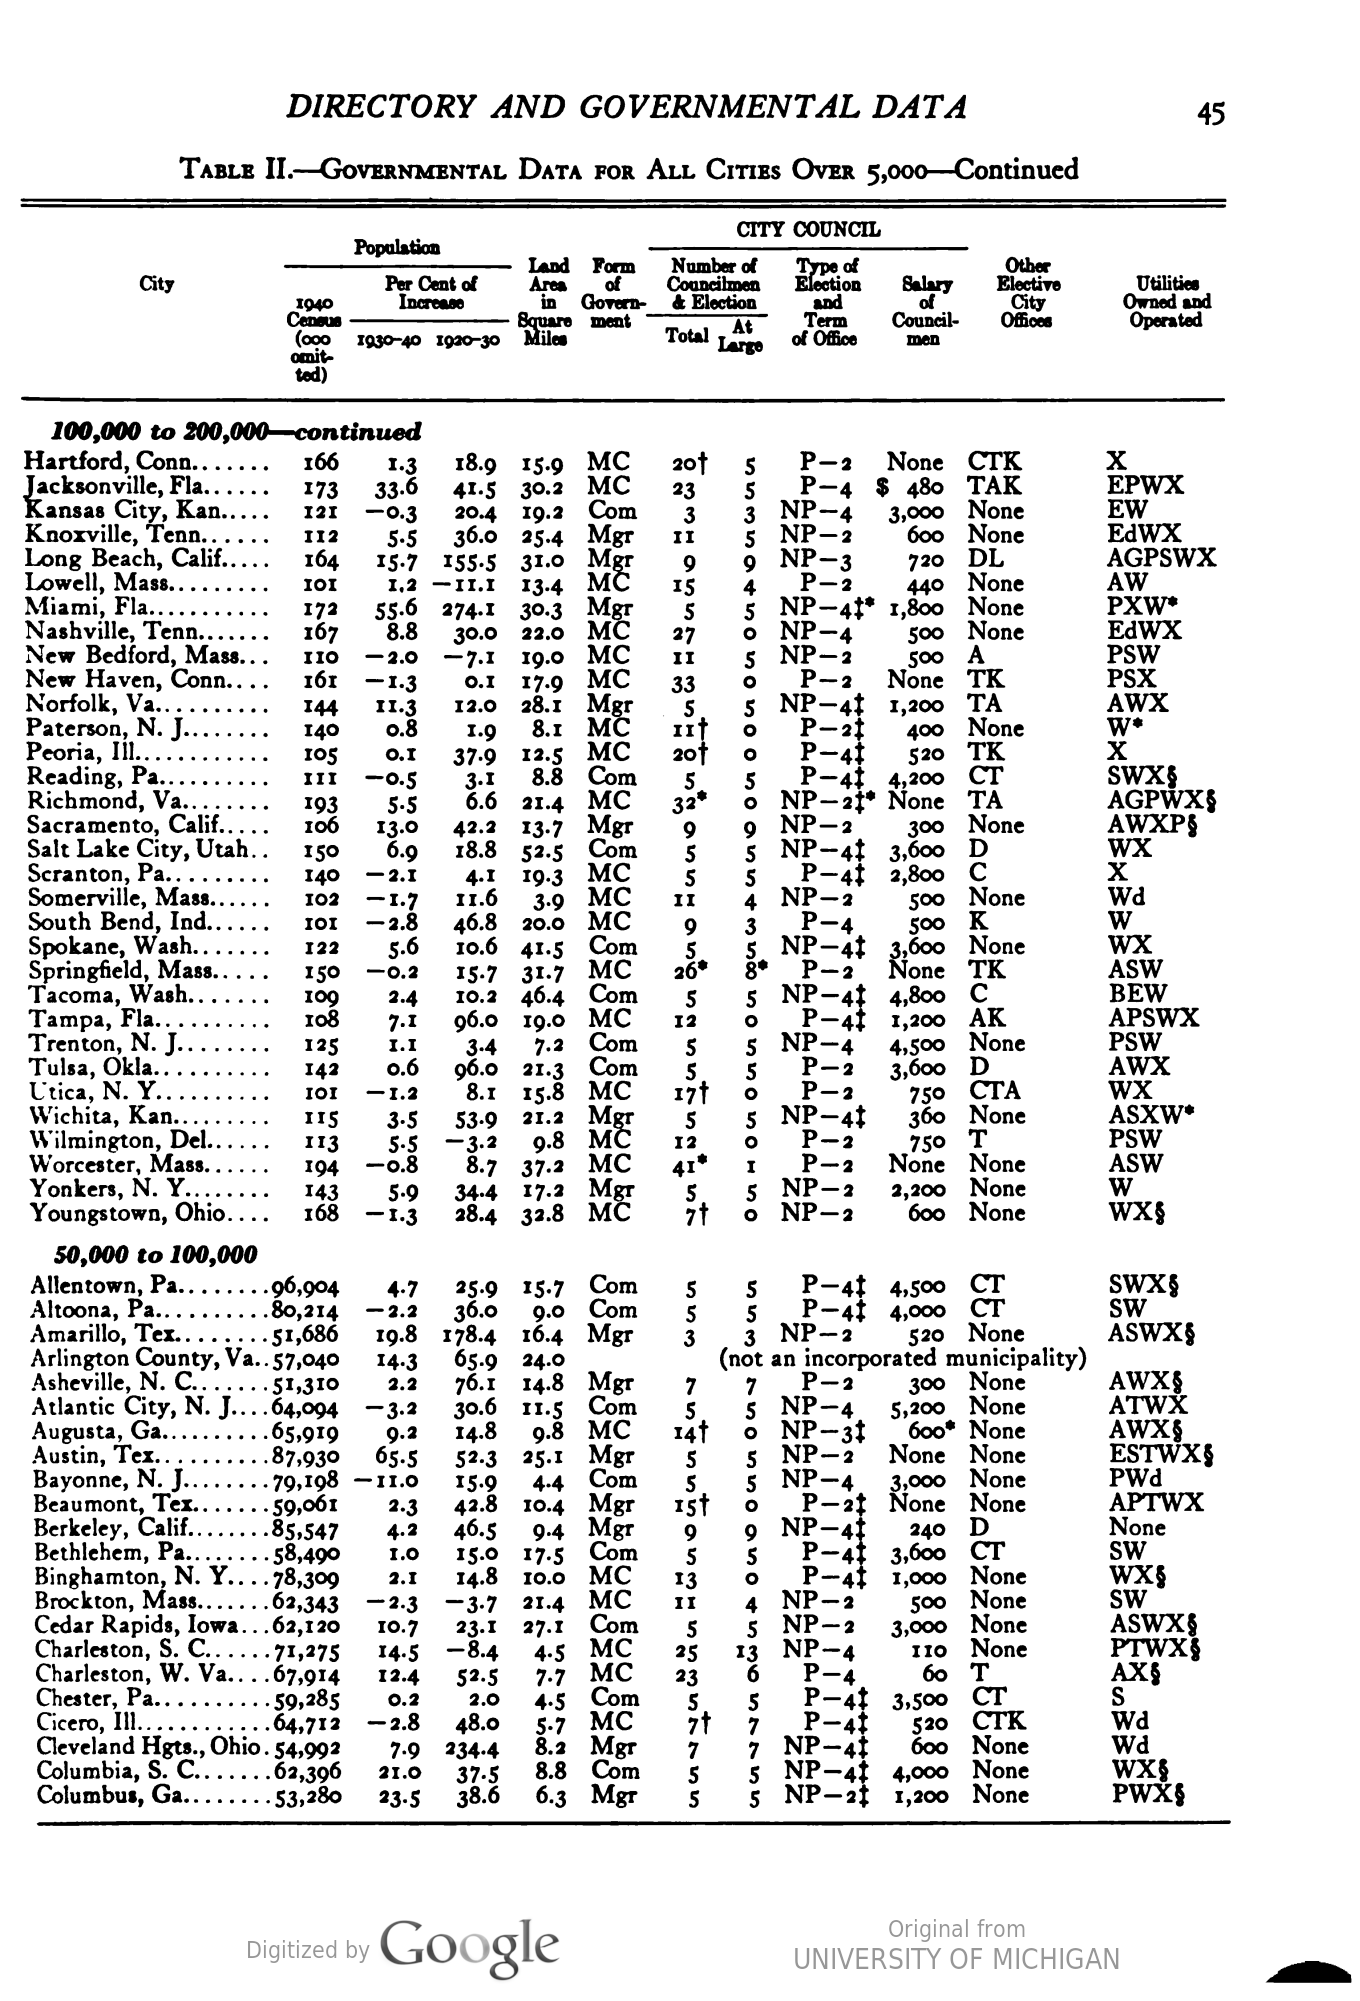 DIRECTORY AND GOVERNMENTAL DATA 45
TABLE II.—GOVERNMENTAL DATA FOR ALL CITIES OVER 5,000—Continued
CITY COUNCIL
Population
City
1940 Census (000 omitted)
Per Cent of Increase
1930-40 1920-30
Land Area in Square Miles
Form of Government
Number of Councilmen & Election
Total At Large
Type of Election and Term of Office
Salary of Councilmen
Other Elective City Offices
Utilities Owned and Operated
100,000 to 200,000—continued
Hartford, Conn....... 166 1.3 18.9 15.9 MC 20† 5 P—2 None CTK X
Jacksonville, Fla...... 173 33.6 41.5 30.2 MC 23 5 P—4 $ 480 TAK EPWX
Kansas City, Kan..... 121 —0.3 20.4 19.2 Com 3 3 NP—4 3,000 None EW
Knoxville, Tenn...... 112 5.5 36.0 25.4 Mgr 11 5 NP—2 600 None EdWX
Long Beach, Calif..... 164 15.7 155.5 31.0 Mgr 9 9 NP—3 720 DL AGPSWX
Lowell, Mass......... 101 1.2 —11.1 13.4 MC 15 4 P—2 440 None AW
Miami, Fla........... 172 55.6 274.1 30.3 Mgr 5 5 NP—4‡* 1,800 None PXW*
Nashville, Tenn....... 167 8.8 30.0 22.0 MC 27 0 NP—4 500 None EdWX
New Bedford, Mass... 110 —2.0 —7.1 19.0 MC 11 5 NP—2 500 A PSW
New Haven, Conn.... 161 —1.3 0.1 17.9 MC 33 0 P—2 None TK PSX
Norfolk, Va.......... 144 11.3 12.0 28.1 Mgr 5 5 NP—4‡ 1,200 TA AWX
Paterson, N. J........ 140 0.8 1.9 8.1 MC 11† 0 P—2‡ 400 None W*
Peoria, Ill............ 105 0.1 37.9 12.5 MC 20† 0 P—4‡ 520 TK X
Reading, Pa.......... 111 —0.5 3.1 8.8 Com 5 5 P—4‡ 4,200 CT SWX§
Richmond, Va........ 193 5.5 6.6 21.4 MC 32* 0 NP—2‡* None TA AGPWX§
Sacramento, Calif..... 106 13.0 42.2 13.7 Mgr 9 9 NP—2 300 None AWXP§
Salt Lake City, Utah.. 150 6.9 18.8 52.5 Com 5 5 NP—4‡ 3,600 D WX
Scranton, Pa......... 140 —2.1 4.1 19.3 MC 5 5 P—4‡ 2,800 C X
Somerville, Mass...... 102 —1.7 11.6 3.9 MC 11 4 NP—2 500 None Wd
South Bend, Ind...... 101 —2.8 46.8 20.0 MC 9 3 P—4 500 K W
Spokane, Wash....... 122 5.6 10.6 41.5 Com 5 5 NP—4‡ 3,600 None WX
Springfield, Mass..... 150 —0.2 15.7 31.7 MC 26* 8* P—2 None TK ASW
Tacoma, Wash....... 109 2.4 10.2 46.4 Com 5 5 NP—4‡ 4,800 C BEW
Tampa, Fla.......... 108 7.1 96.0 19.0 MC 12 0 P—4‡ 1,200 AK APSWX
Trenton, N. J........ 125 1.1 3.4 7.2 Com 5 5 NP—4 4,500 None PSW
Tulsa, Okla.......... 142 0.6 96.0 21.3 Com 5 5 P—2 3,600 D AWX
Utica, N. Y.......... 101 —1.2 8.1 15.8 MC 17† 0 P—2 750 CTA WX
Wichita, Kan......... 115 3.5 53.9 21.2 Mgr 5 5 NP—4‡ 360 None ASXW*
Wilmington, Del...... 113 5.5 —3.2 9.8 MC 12 0 P—2 750 T PSW
Worcester, Mass...... 194 —0.8 8.7 37.2 MC 41* 1 P—2 None None ASW
Yonkers, N. Y........ 143 5.9 34.4 17.2 Mgr 5 5 NP—2 2,200 None W
Youngstown, Ohio.... 168 —1.3 28.4 32.8 MC 7† 0 NP—2 600 None WX§
50,000 to 100,000
Allentown, Pa........96,904 4.7 25.9 15.7 Com 5 5 P—4‡ 4,500 CT SWX§
Altoona, Pa..........80,214 —2.2 36.0 9.0 Com 5 5 P—4‡ 4,000 CT SW
Amarillo, Tex........51,686 19.8 178.4 16.4 Mgr 3 3 NP—2 520 None ASWX§
Arlington County, Va..57,040 14.3 65.9 24.0 (not an incorporated municipality)
Asheville, N. C.......51,310 2.2 76.1 14.8 Mgr 7 7 P—2 300 None AWX§
Atlantic City, N. J....64,094 —3.2 30.6 11.5 Com 5 5 NP—4 5,200 None ATWX
Augusta, Ga..........65,919 9.2 14.8 9.8 MC 14† 0 NP—3‡ 600* None AWX§
Austin, Tex..........87,930 65.5 52.3 25.1 Mgr 5 5 NP—2 None None ESTWX§
Bayonne, N. J........79,198 —11.0 15.9 4.4 Com 5 5 NP—4 3,000 None PWd
Beaumont, Tex.......59,061 2.3 42.8 10.4 Mgr 15† 0 P—2‡ None None APTWX
Berkeley, Calif........85,547 4.2 46.5 9.4 Mgr 9 9 NP—4‡ 240 D None
Bethlehem, Pa........58,490 1.0 15.0 17.5 Com 5 5 P—4‡ 3,600 CT SW
Binghamton, N. Y....78,309 2.1 14.8 10.0 MC 13 0 P—4‡ 1,000 None WX§
Brockton, Mass.......62,343 —2.3 —3.7 21.4 MC 11 4 NP—2 500 None SW
Cedar Rapids, Iowa...62,120 10.7 23.1 27.1 Com 5 5 NP—2 3,000 None ASWX§
Charleston, S. C......71,275 14.5 —8.4 4.5 MC 25 13 NP—4 110 None PTWX§
Charleston, W. Va....67,914 12.4 52.5 7.7 MC 23 6 P—4 60 T AX§
Chester, Pa..........59,285 0.2 2.0 4.5 Com 5 5 P—4‡ 3,500 CT S
Cicero, Ill............64,712 —2.8 48.0 5.7 MC 7† 7 P—4‡ 520 CTK Wd
Cleveland Hgts., Ohio.54,992 7.9 234.4 8.2 Mgr 7 7 NP—4‡ 600 None Wd
Columbia, S. C.......62,396 21.0 37.5 8.8 Com 5 5 NP—4‡ 4,000 None WX§
Columbus, Ga........53,280 23.5 38.6 6.3 Mgr 5 5 NP—2‡ 1,200 None PWX§
Digitized by Google
Original from
UNIVERSITY OF MICHIGAN